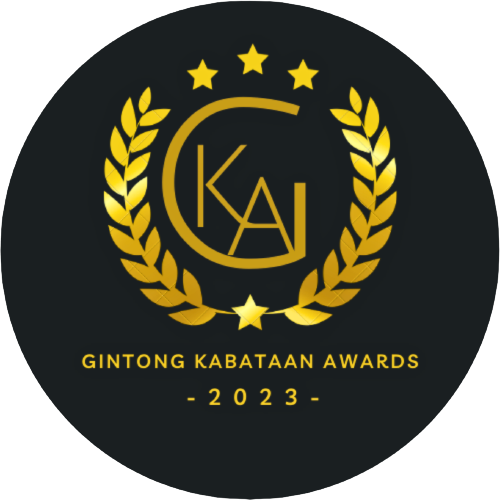 GKA
GINTONG KABATAAN AWARDS
- 2023 -